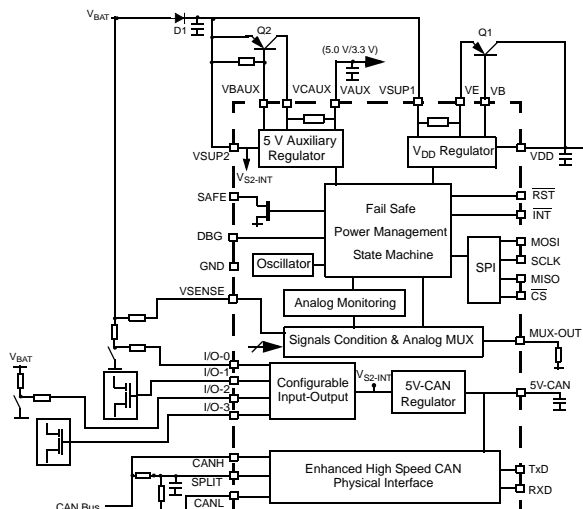 VBAT
D1
Q2
Q1
(5.0 V/3.3 V)
VBAUX
VCAUX
VAUX
VSUP1
VE
VB
5 V Auxiliary
Regulator
VDD Regulator
VSUP2
VDD
VS2-INT
SAFE
Fail Safe
Power Management
State Machine
RST
INT
DBG
MOSI
SCLK
SPI
MISO
CS
GND
Oscillator
VSENSE
Analog Monitoring
Signals Condition & Analog MUX
MUX-OUT
VBAT
I/O-0
I/O-1
I/O-2
I/O-3
Configurable
Input-Output
VS2-INT
5V-CAN
Regulator
5V-CAN
CANH
SPLIT
CANL
CAN Bus
Enhanced High Speed CAN
Physical Interface
TxD
RXD